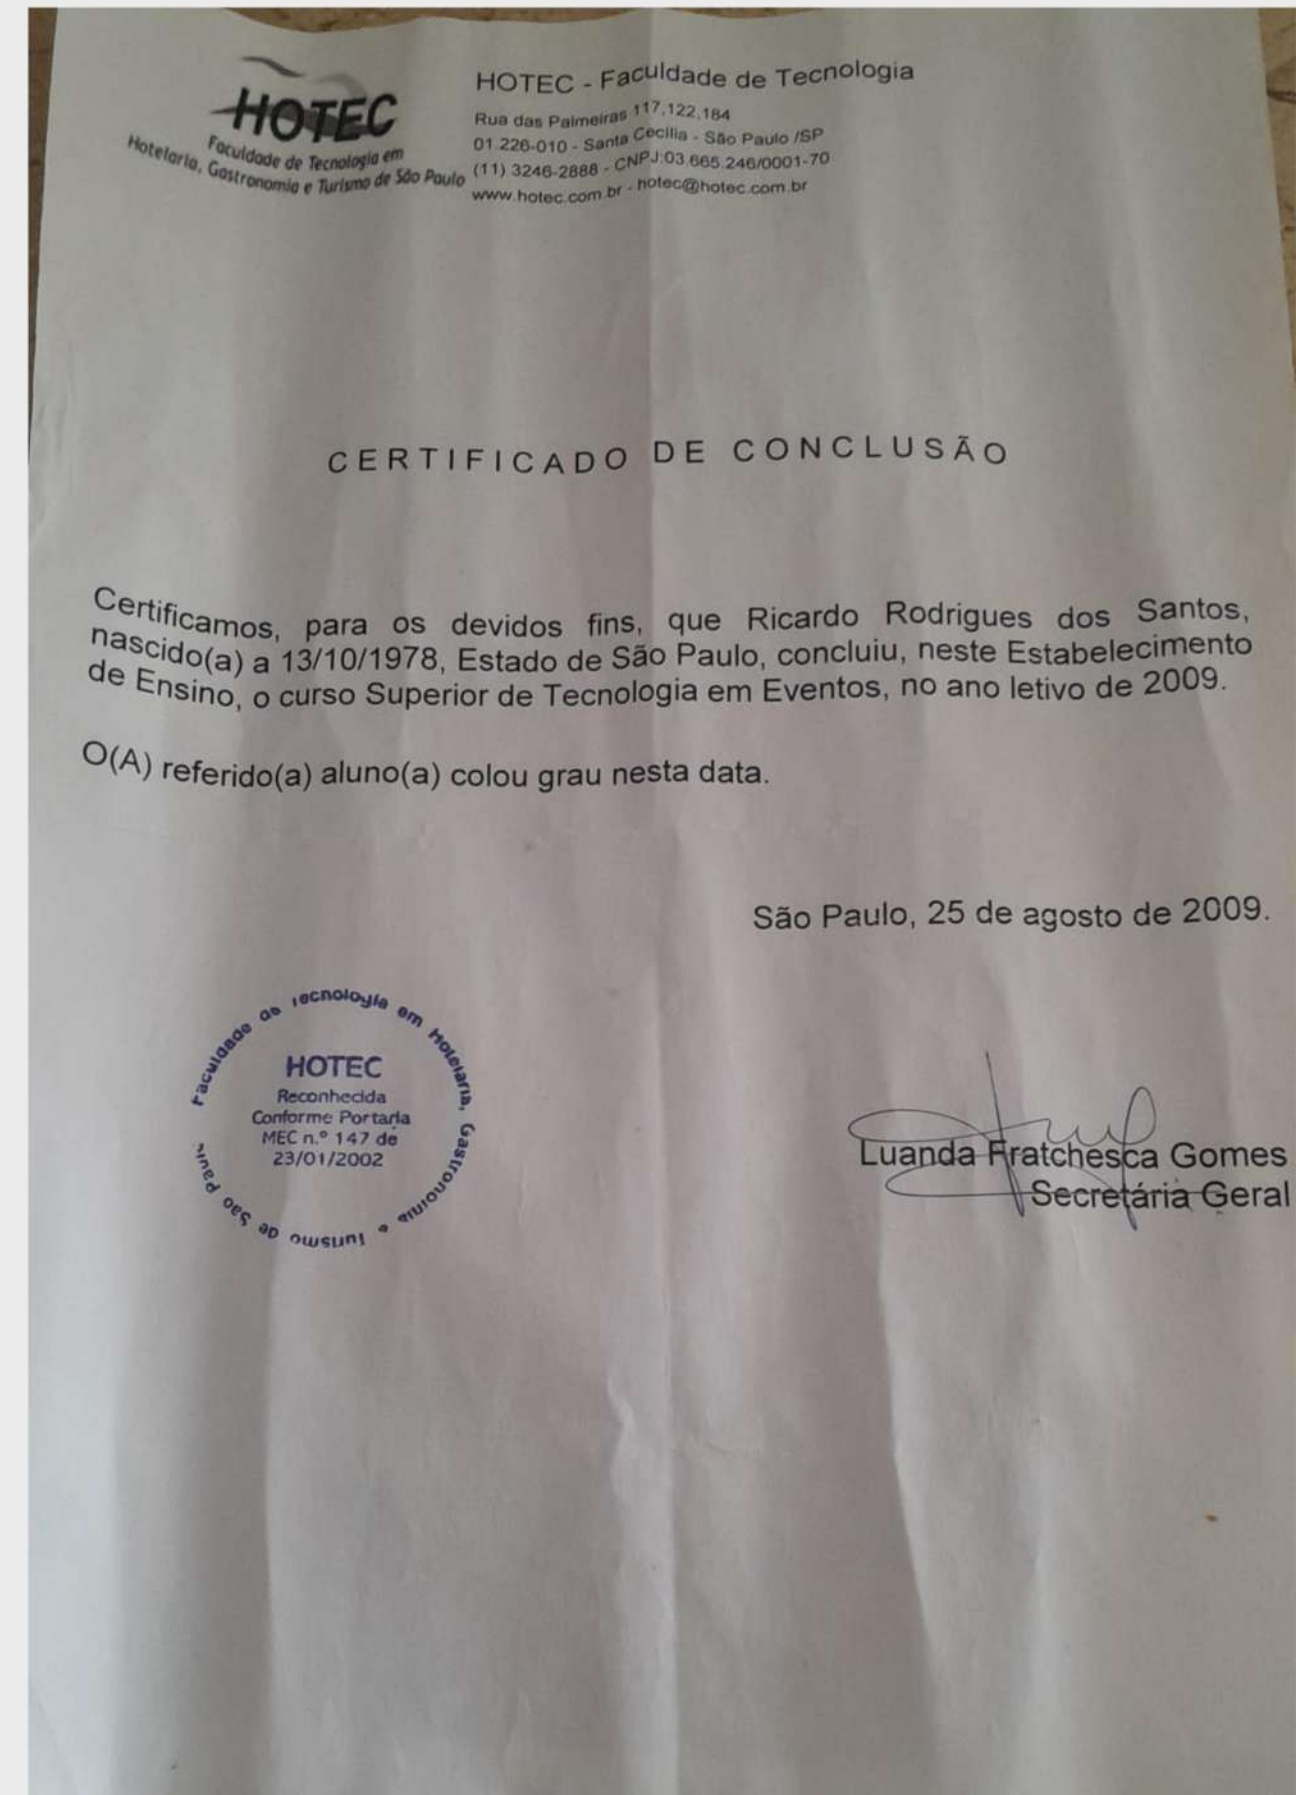 HOTEC
Faculdade de Tecnologia em
Hotelaria, Gastronomia e Turismo de São Paulo
HOTEC - Faculdade de Tecnologia
Rua das Palmeiras 117,122,184
01.226-010 - Santa Cecília - São Paulo /SP
(11) 3246-2888 - CNPJ:03.665.246/0001-70
www.hotec.com.br - hotec@hotec.com.br
CERTIFICADO DE CONCLUSÃO
Certificamos, para os devidos fins, que Ricardo Rodrigues dos Santos,
nascido(a) a 13/10/1978, Estado de São Paulo, concluiu, neste Estabelecimento
de Ensino, o curso Superior de Tecnologia em Eventos, no ano letivo de 2009.
O(A) referido(a) aluno(a) colou grau nesta data.
São Paulo, 25 de agosto de 2009.
Faculdade de Tecnologia em Hotelaria, Gastronomia e Turismo de São Paulo
HOTEC
Reconhecida
Conforme Portaria
MEC n.º 147 de
23/01/2002
Luanda Fratchesca Gomes
Secretária Geral